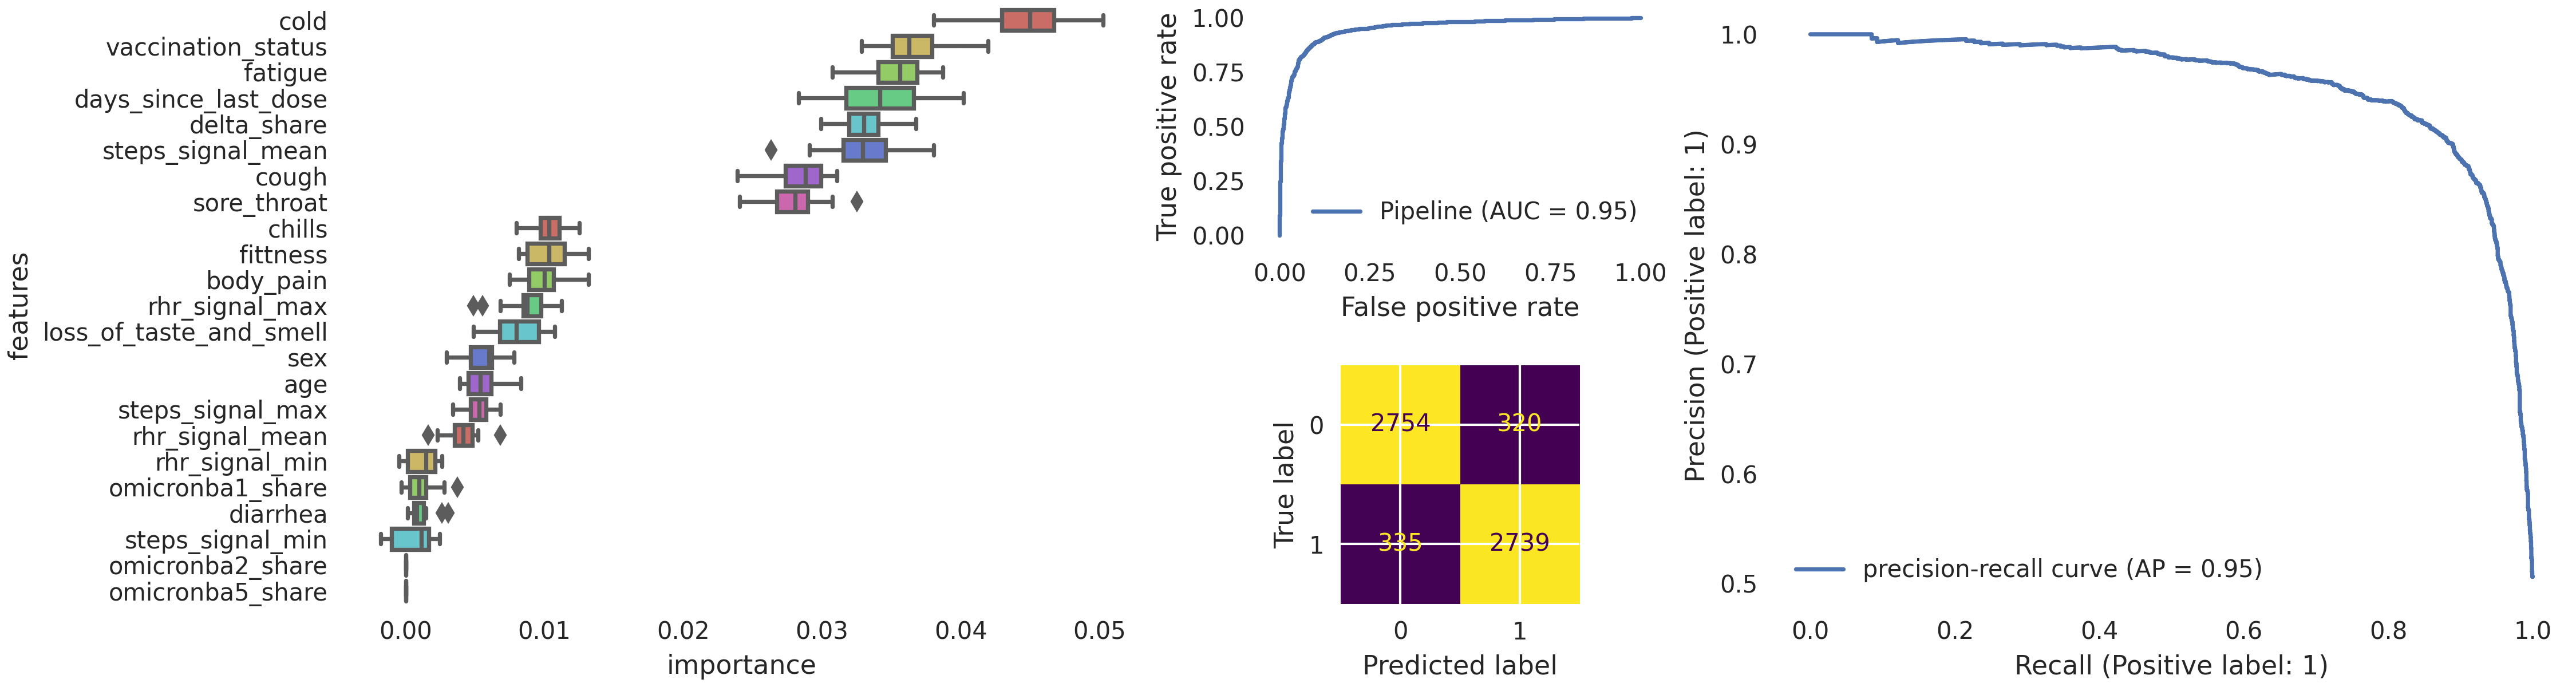 features
cold
vaccination_status
fatigue
days_since_last_dose
delta_share
steps_signal_mean
cough
sore_throat
chills
fittness
body_pain
rhr_signal_max
loss_of_taste_and_smell
sex
age
steps_signal_max
rhr_signal_mean
rhr_signal_min
omicronba1_share
diarrhea
steps_signal_min
omicronba2_share
omicronba5_share
0.00 0.01 0.02 0.03 0.04 0.05
importance
True positive rate
1.00
0.75
0.50
0.25
0.00
Pipeline (AUC = 0.95)
0.00 0.25 0.50 0.75 1.00
False positive rate
True label
0
1
2754 320
335 2739
0 1
Predicted label
Precision (Positive label: 1)
1.0
0.9
0.8
0.7
0.6
0.5
precision-recall curve (AP = 0.95)
0.0 0.2 0.4 0.6 0.8 1.0
Recall (Positive label: 1)